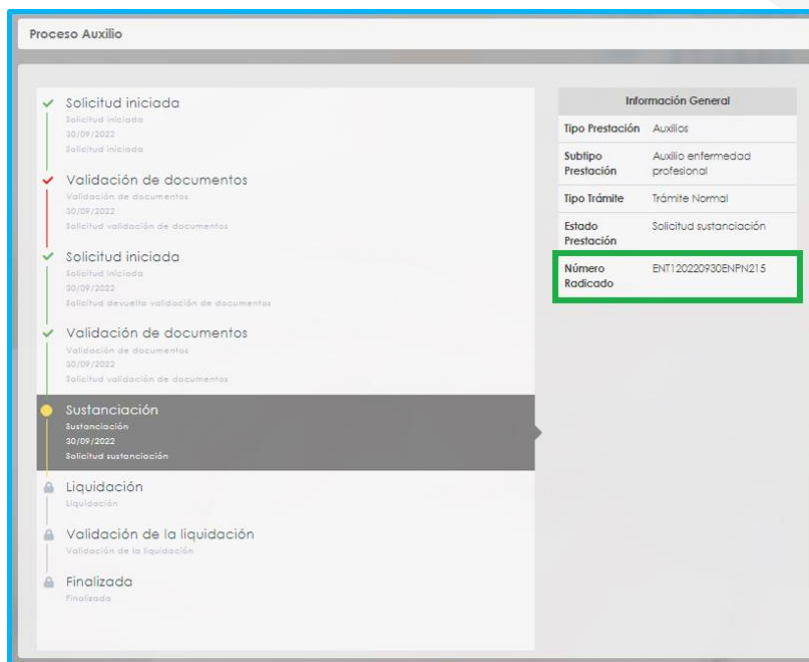 Proceso Auxilio
Solicitud iniciada
Solicitud iniciada
30/09/2022
Solicitud iniciada
Validación de documentos
Validación de documentos
30/09/2022
Solicitud validación de documentos
Solicitud iniciada
Solicitud iniciada
30/09/2022
Solicitud devuelta validación de documentos
Validación de documentos
Validación de documentos
30/09/2022
Solicitud validación de documentos
Sustanciación
Sustanciación
30/09/2022
Solicitud sustanciación
Liquidación
Liquidación
Validación de la liquidación
Validación de la liquidación
Finalizada
Finalizada
Información General
Tipo Prestación Auxilios
Subtipo Auxilio enfermedad
Prestación profesional
Tipo Trámite Trámite Normal
Estado Solicitud sustanciación
Prestación
Número ENT120220930ENPN215
Radicado